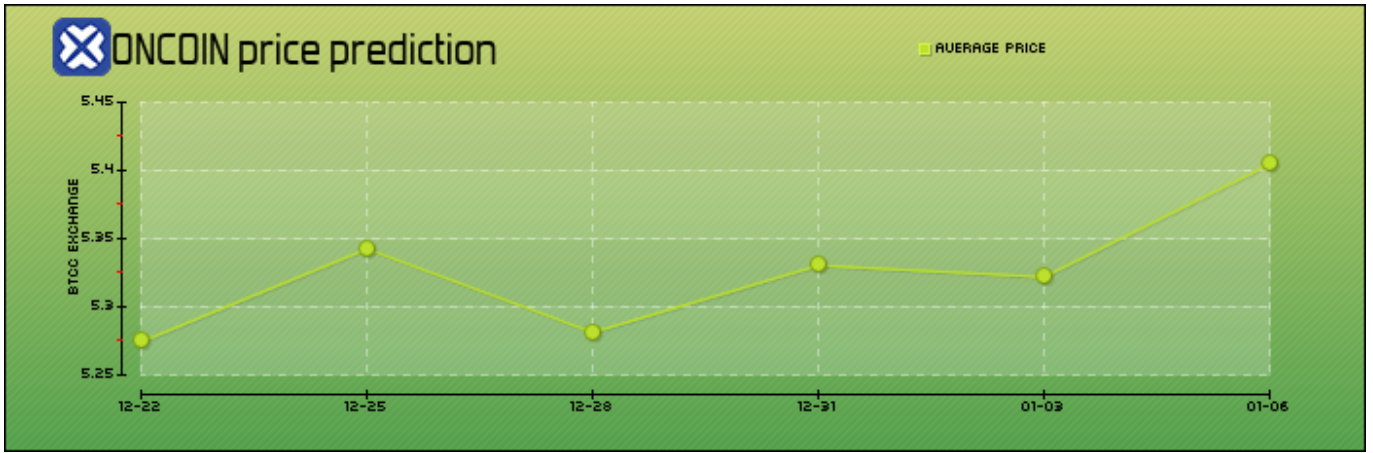 ONCOIN price prediction
AVERAGE PRICE
BTCC EXCHANGE
5.45
5.4
5.35
5.3
5.25
12-22 12-25 12-28 12-31 01-03 01-06